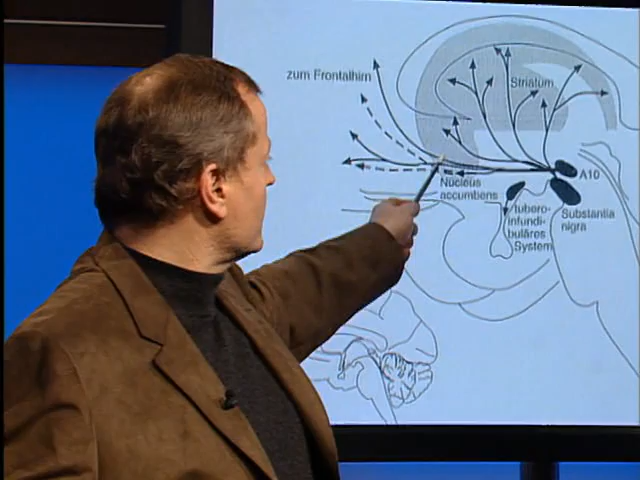 zum Frontalhirn
Striatum
A10
Nucleus
accumbens
Substantia
nigra
tubero-
infundi-
buläres
System